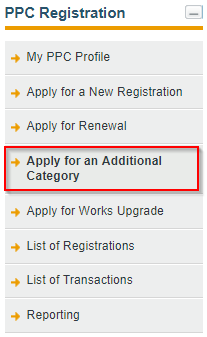 PPC Registration
My PPC Profile
Apply for a New Registration
Apply for Renewal
Apply for an Additional
Category
Apply for Works Upgrade
List of Registrations
List of Transactions
Reporting